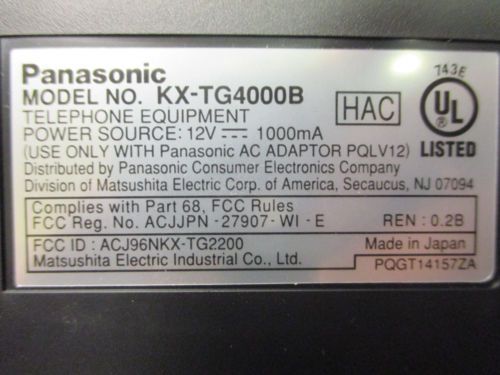 Panasonic
MODEL NO. KX-TG4000B
TELEPHONE EQUIPMENT
POWER SOURCE: 12V ⎓ 1000mA
(USE ONLY WITH Panasonic AC ADAPTOR PQLV12)
HAC
743E
UL
LISTED
Distributed by Panasonic Consumer Electronics Company
Division of Matsushita Electric Corp. of America, Secaucus, NJ 07094
Complies with Part 68, FCC Rules
FCC Reg. No. ACJJPN -27907- WI - E REN : 0.2B
FCC ID : ACJ96NKX-TG2200 Made in Japan
Matsushita Electric Industrial Co., Ltd. PQGT14157ZA